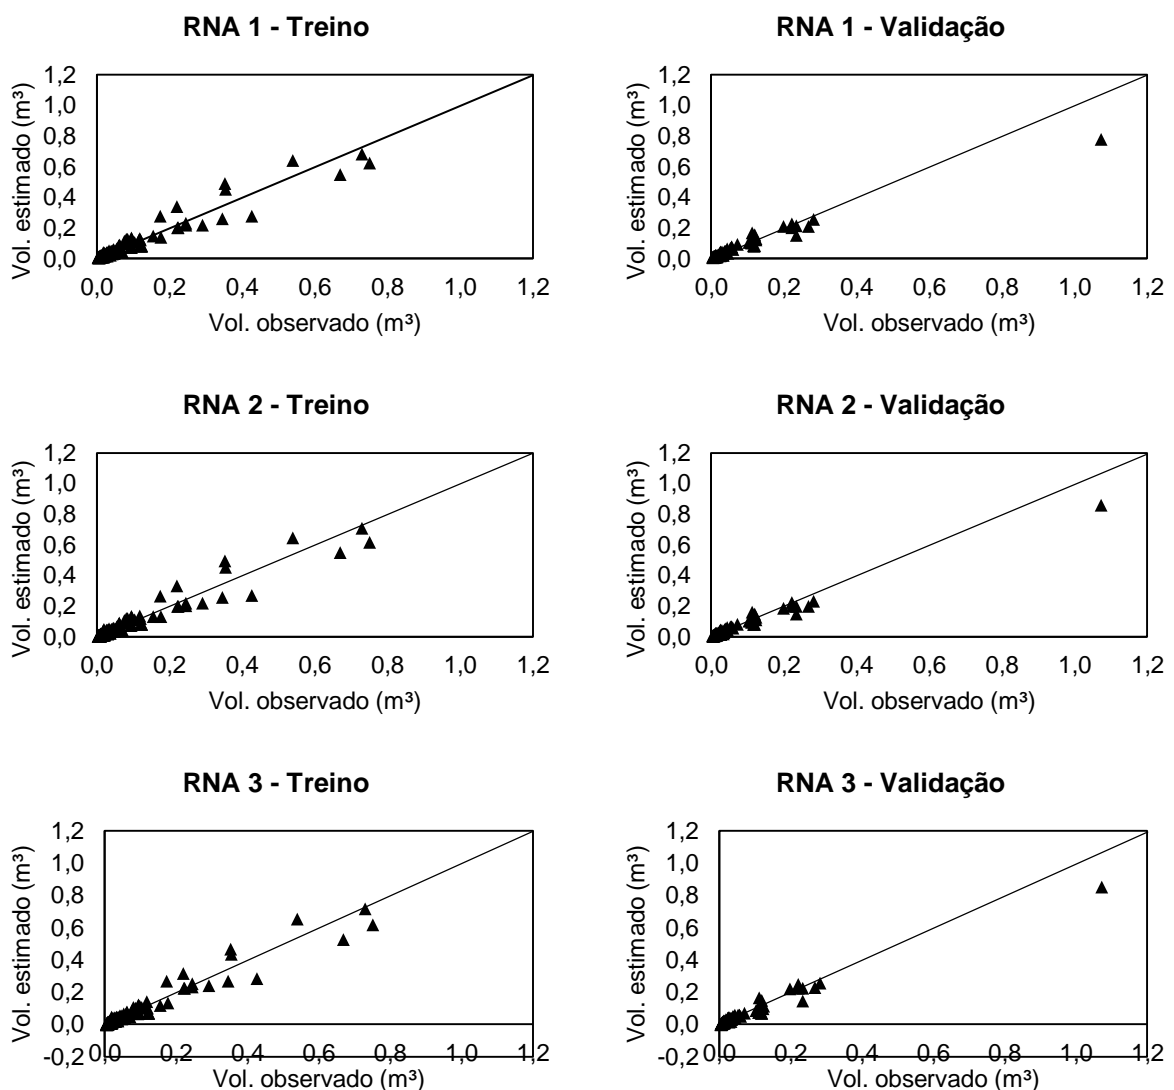 RNA 1 - Treino
Vol. estimado (m³)
1,2
1,0
0,8
0,6
0,4
0,2
0,0
0,0 0,2 0,4 0,6 0,8 1,0 1,2
Vol. observado (m³)
RNA 1 - Validação
Vol. estimado (m³)
1,2
1,0
0,8
0,6
0,4
0,2
0,0
0,0 0,2 0,4 0,6 0,8 1,0 1,2
Vol. observado (m³)
RNA 2 - Treino
Vol. estimado (m³)
1,2
1,0
0,8
0,6
0,4
0,2
0,0
0,0 0,2 0,4 0,6 0,8 1,0 1,2
Vol. observado (m³)
RNA 2 - Validação
Vol. estimado (m³)
1,2
1,0
0,8
0,6
0,4
0,2
0,0
0,0 0,2 0,4 0,6 0,8 1,0 1,2
Vol. observado (m³)
RNA 3 - Treino
Vol. estimado (m³)
1,2
1,0
0,8
0,6
0,4
0,2
0,0
-0,2
0,0 0,2 0,4 0,6 0,8 1,0 1,2
Vol. observado (m³)
RNA 3 - Validação
Vol. estimado (m³)
1,2
1,0
0,8
0,6
0,4
0,2
0,0
-0,2
0,0 0,2 0,4 0,6 0,8 1,0 1,2
Vol. observado (m³)